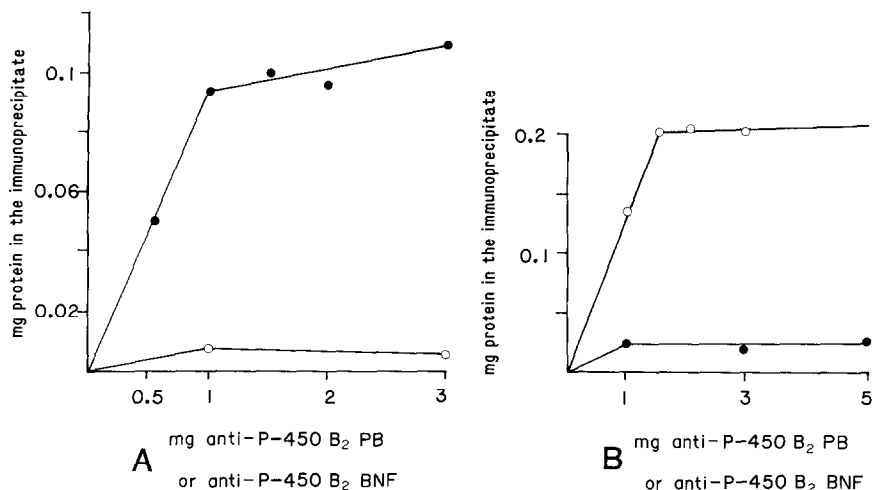 mg protein in the immunoprecipitate
0.1
0.06
0.02
0.5 1 2 3
mg anti-P-450 B₂ PB
or anti-P-450 B₂ BNF
A
mg protein in the immunoprecipitate
0.2
0.1
1 3 5
mg anti-P-450 B₂ PB
or anti-P-450 B₂ BNF
B